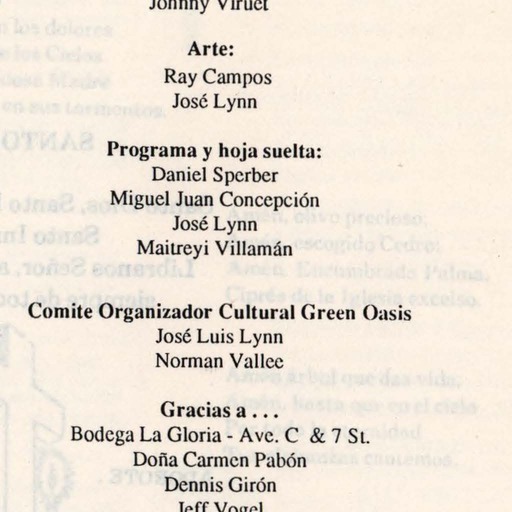 Johnny Viruet
Arte:
Ray Campos
José Lynn
Programa y hoja suelta:
Daniel Sperber
Miguel Juan Concepción
José Lynn
Maitreyi Villamán
Comite Organizador Cultural Green Oasis
José Luis Lynn
Norman Vallee
Gracias a . . .
Bodega La Gloria - Ave. C & 7 St.
Doña Carmen Pabón
Dennis Girón
Jeff Vogel